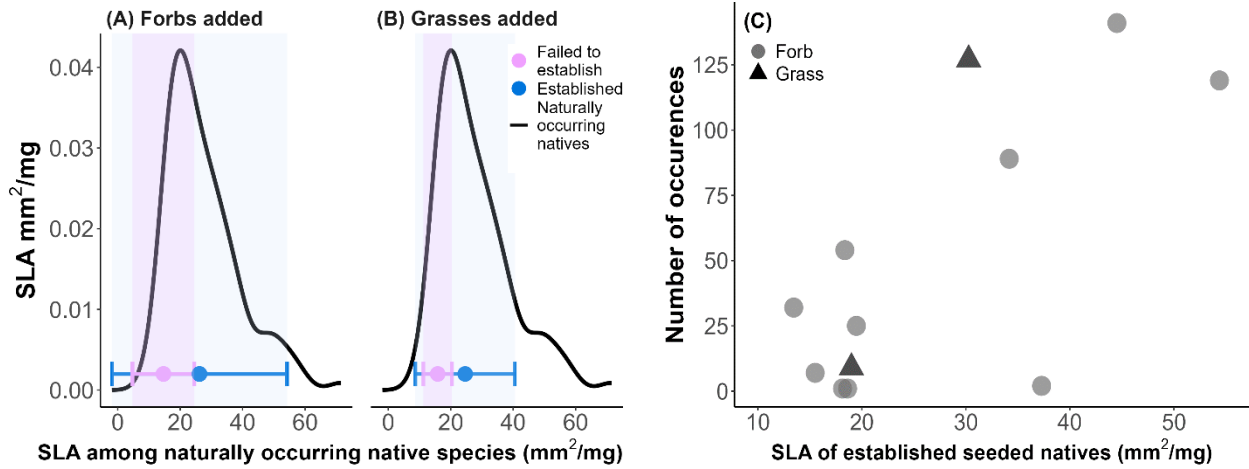 (A) Forbs added
(B) Grasses added
(C)
Failed to
establish
Established
Naturally
occurring
natives
Forb
Grass
SLA mm²/mg
0.04
0.03
0.02
0.01
0.00
0 20 40 60
0 20 40 60
SLA among naturally occurring native species (mm²/mg)
Number of occurences
125
100
75
50
25
0
10 20 30 40 50
SLA of established seeded natives (mm²/mg)